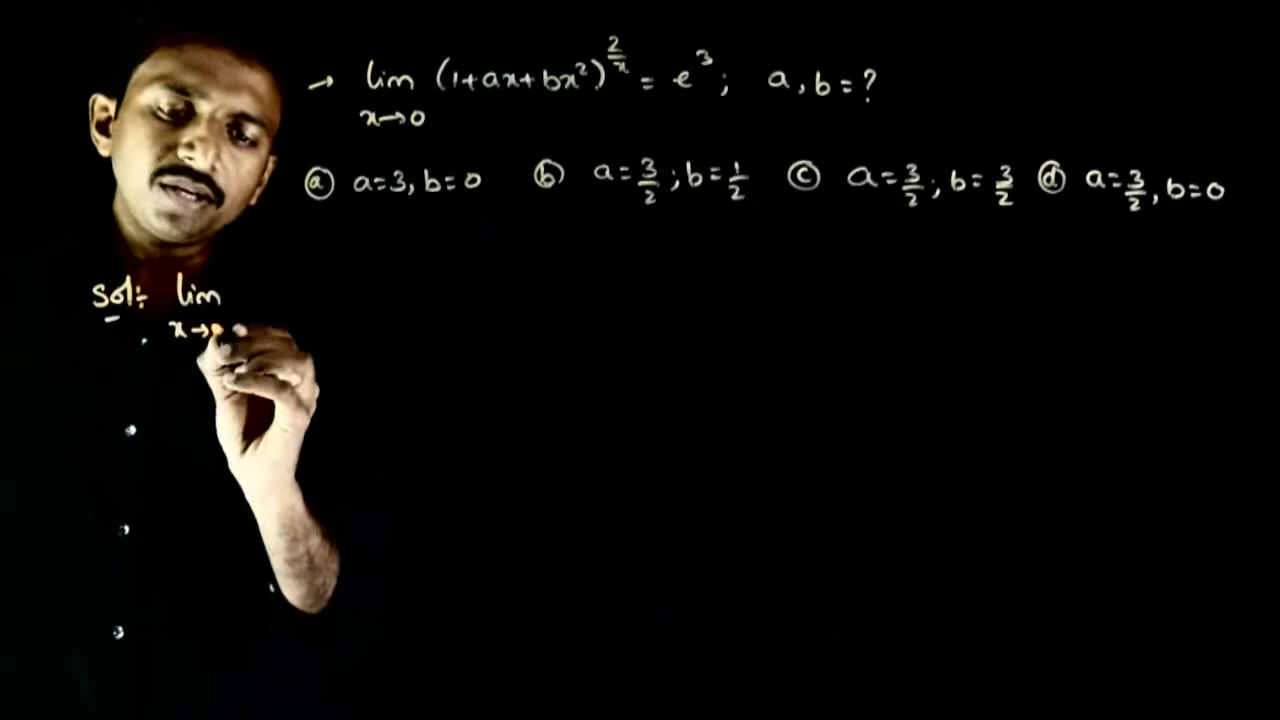 → lim (1+ax+bx²)^(2/x) = e³; a, b = ?
x→0
ⓐ a=3, b=0 ⓑ a=3/2; b=1/2 ⓒ a=3/2; b=3/2 ⓓ a=3/2, b=0
Sol: lim
x→0